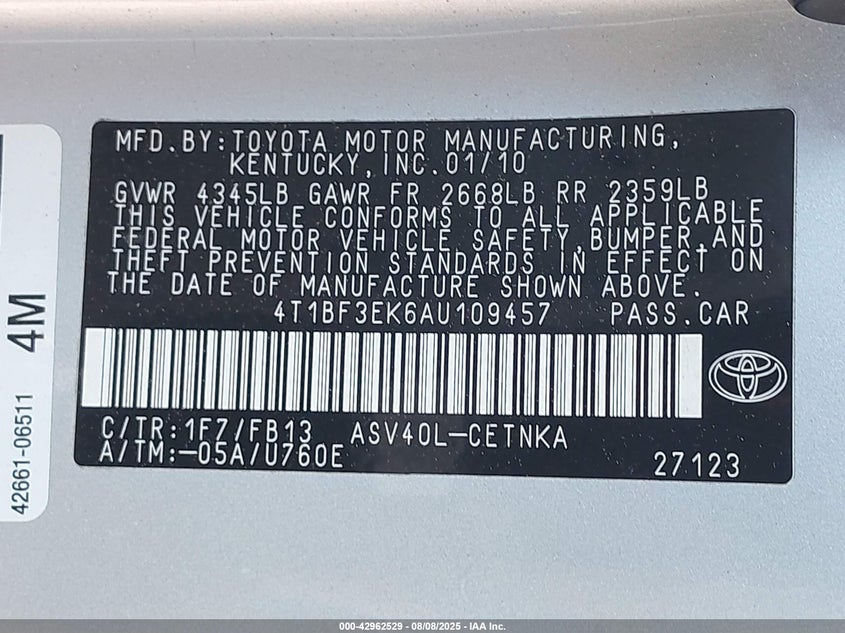 MFD.BY:TOYOTA MOTOR MANUFACTURING,
KENTUCKY,INC.01/10
GVWR 4345LB GAWR FR 2668LB RR 2359LB
THIS VEHICLE CONFORMS TO ALL APPLICABLE
FEDERAL MOTOR VEHICLE SAFETY,BUMPER,AND
THEFT PREVENTION STANDARDS IN EFFECT ON
THE DATE OF MANUFACTURE SHOWN ABOVE.
4T1BF3EK6AU109457 PASS.CAR
C/TR:1F7/FB13 ASV40L-CETNKA
A/TM:-05A/U760E
27123
4M
42661-06511
000-42962529 - 08/08/2025 - IAA Inc.